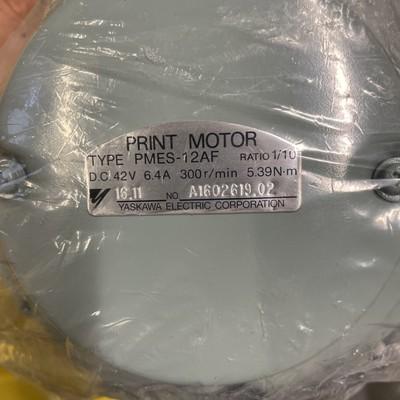 PRINT MOTOR
TYPE PMES-12AF RATIO 1/10
D.C. 42V 6.4A 300r/min 5.39N·m
16.11 NO. A1602619.02
YASKAWA ELECTRIC CORPORATION